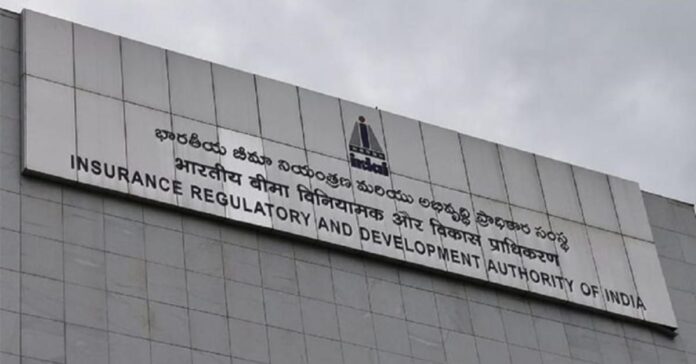 irdai
భారతీయ బీమా నియంత్రణ మరియు అభివృద్ధి ప్రాధికార సంస్థ
भारतीय बीमा विनियामक और विकास प्राधिकरण
INSURANCE REGULATORY AND DEVELOPMENT AUTHORITY OF INDIA